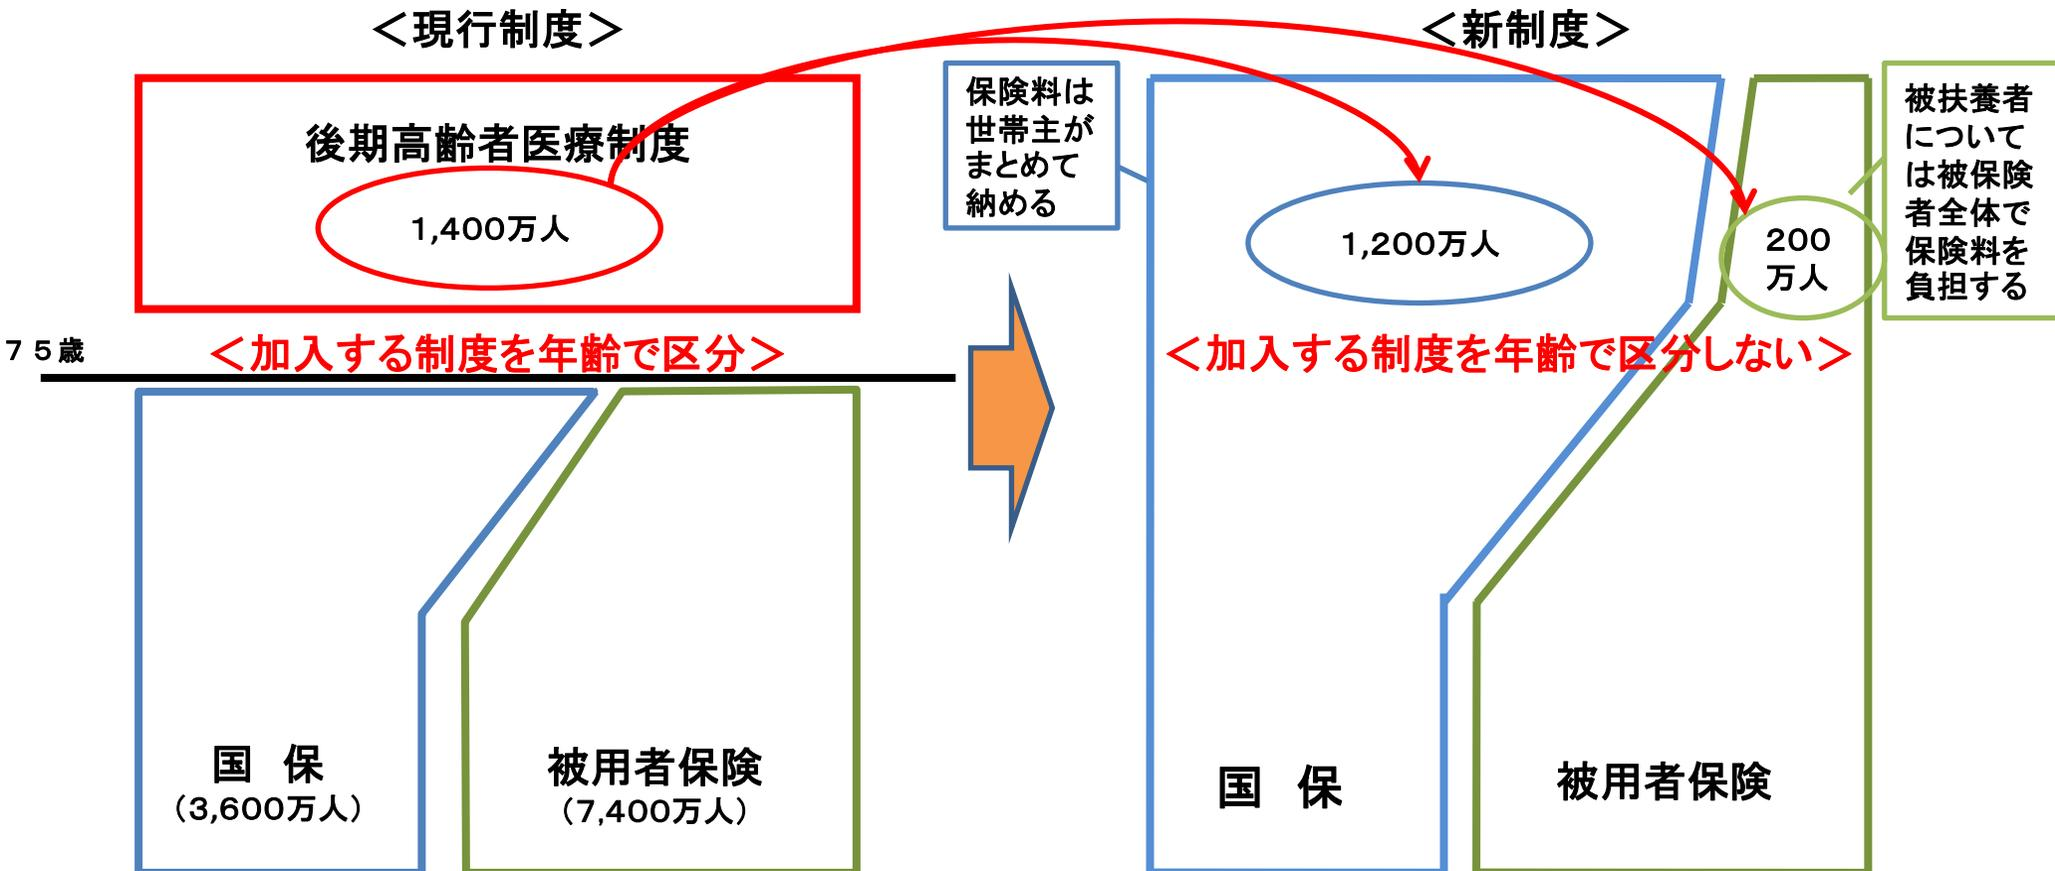 ＜現行制度＞
後期高齢者医療制度
1,400万人
７５歳
＜加入する制度を年齢で区分＞
国　保
（3,600万人）
被用者保険
（7,400万人）
＜新制度＞
保険料は
世帯主が
まとめて
納める
1,200万人
200
万人
被扶養者
について
は被保険
者全体で
保険料を
負担する
＜加入する制度を年齢で区分しない＞
国　保
被用者保険